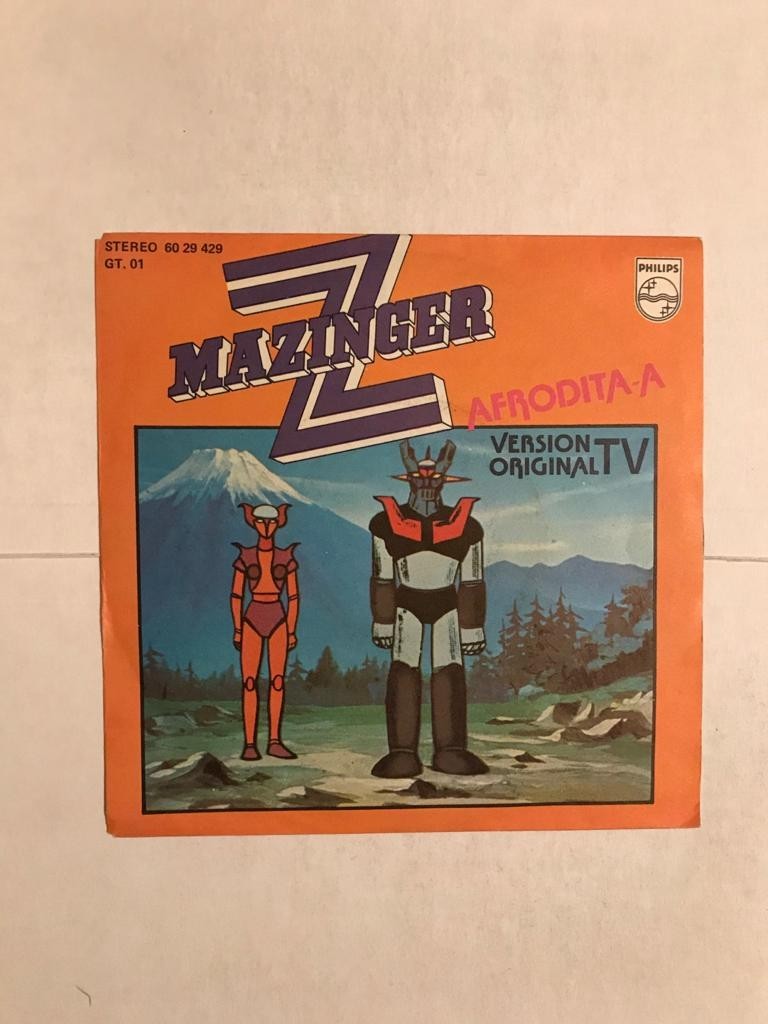 STEREO 60 29 429
GT. 01
PHILIPS
MAZINGER
Z
AFRODITA-A
VERSION
ORIGINAL TV